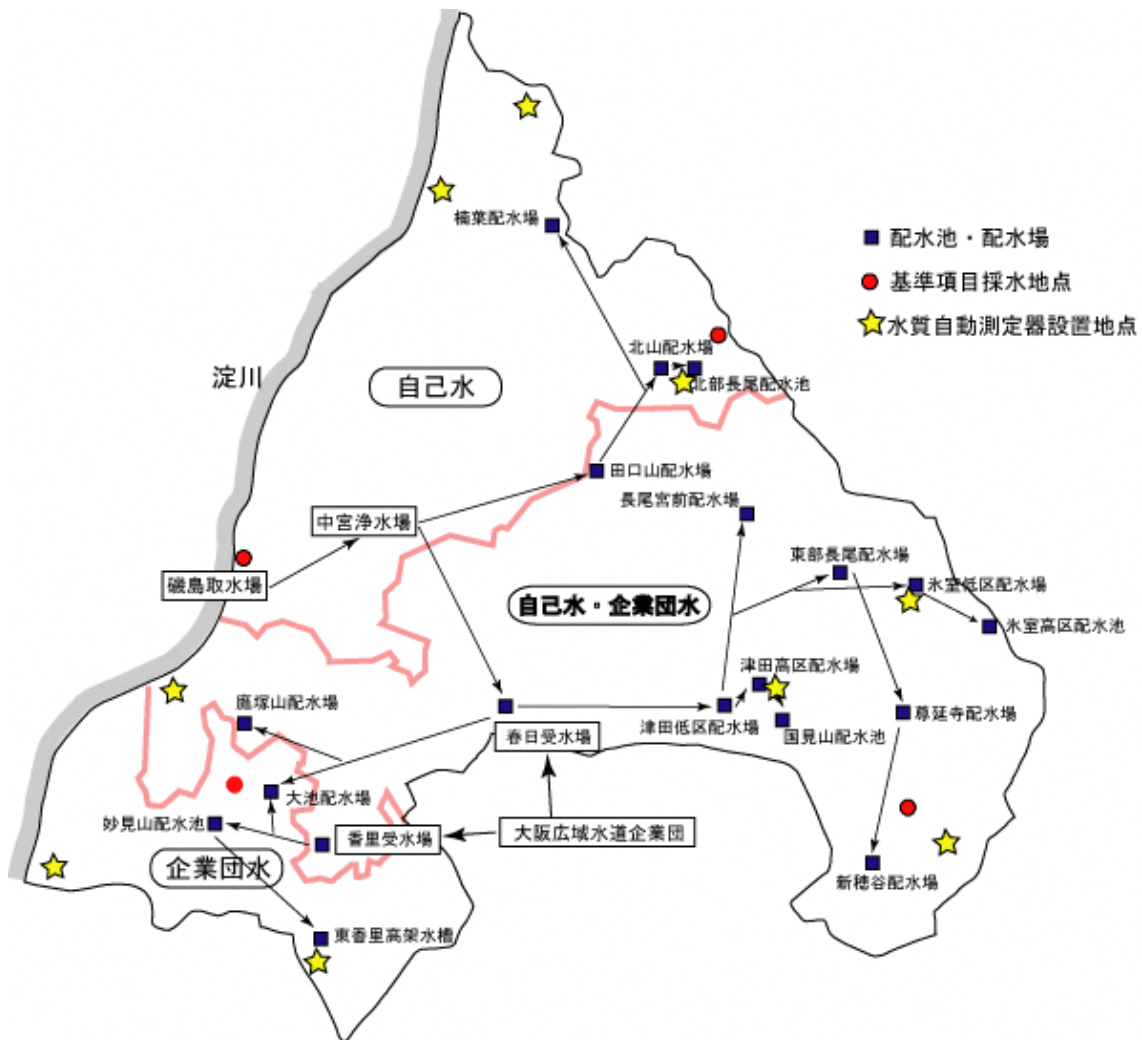 楠葉配水場
配水池・配水場
基準項目採水地点
水質自動測定器設置地点
北山配水場
淀川
自己水
北部長尾配水池
田口山配水場
長尾宮前配水場
中宮浄水場
東部長尾配水場
磯島取水場
氷室低区配水場
自己水・企業団水
氷室高区配水池
津田高区配水場
鷹塚山配水場
尊延寺配水場
津田低区配水場
国見山配水池
春日受水場
大池配水場
妙見山配水池
香里受水場
大阪広域水道企業団
企業団水
新穂谷配水場
東香里高架水槽